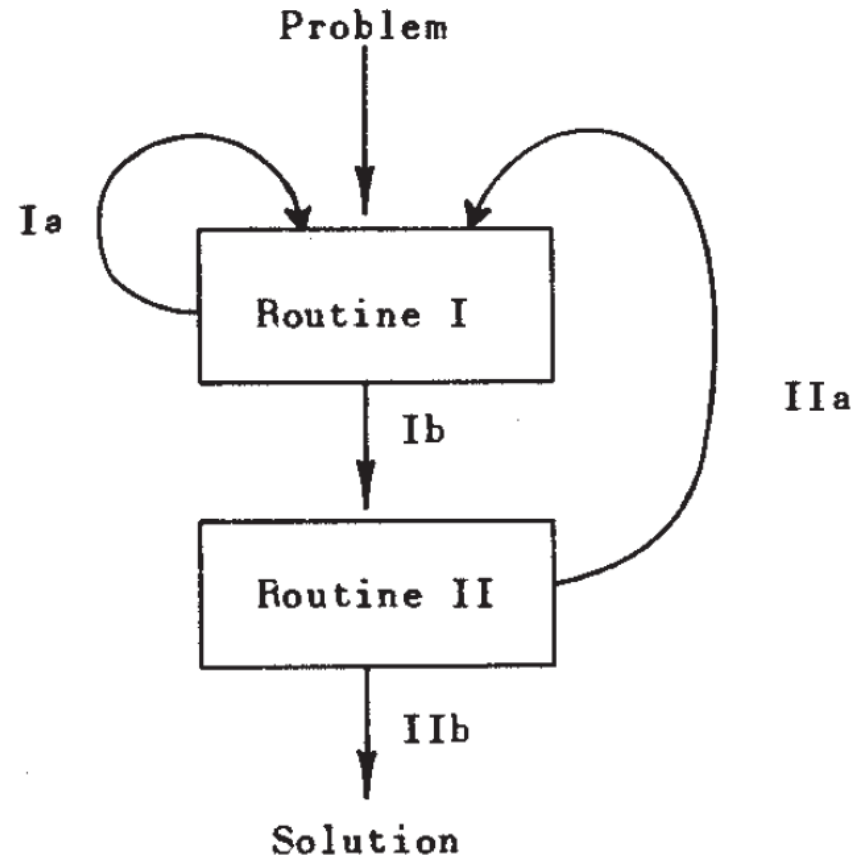 Problem
Ia
Routine I
IIa
Ib
Routine II
IIb
Solution